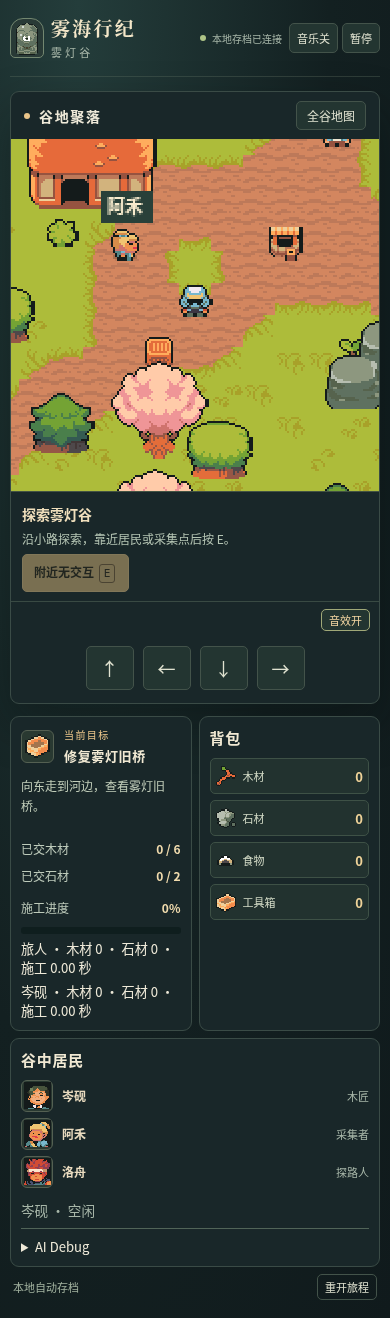 雾海行纪
雾灯谷
本地存档已连接
音乐关
暂停
谷地聚落
全谷地图
阿禾
探索雾灯谷
沿小路探索，靠近居民或采集点后按 E。
附近无交互 E
音效开
↑ ← ↓ →
当前目标
修复雾灯旧桥
向东走到河边，查看雾灯旧
桥。
已交木材 0 / 6
已交石材 0 / 2
施工进度 0%
旅人 · 木材 0 · 石材 0 ·
施工 0.00 秒
岑砚 · 木材 0 · 石材 0 ·
施工 0.00 秒
背包
木材 0
石材 0
食物 0
工具箱 0
谷中居民
岑砚 木匠
阿禾 采集者
洛舟 探路人
岑砚 · 空闲
▶ AI Debug
本地自动存档
重开旅程